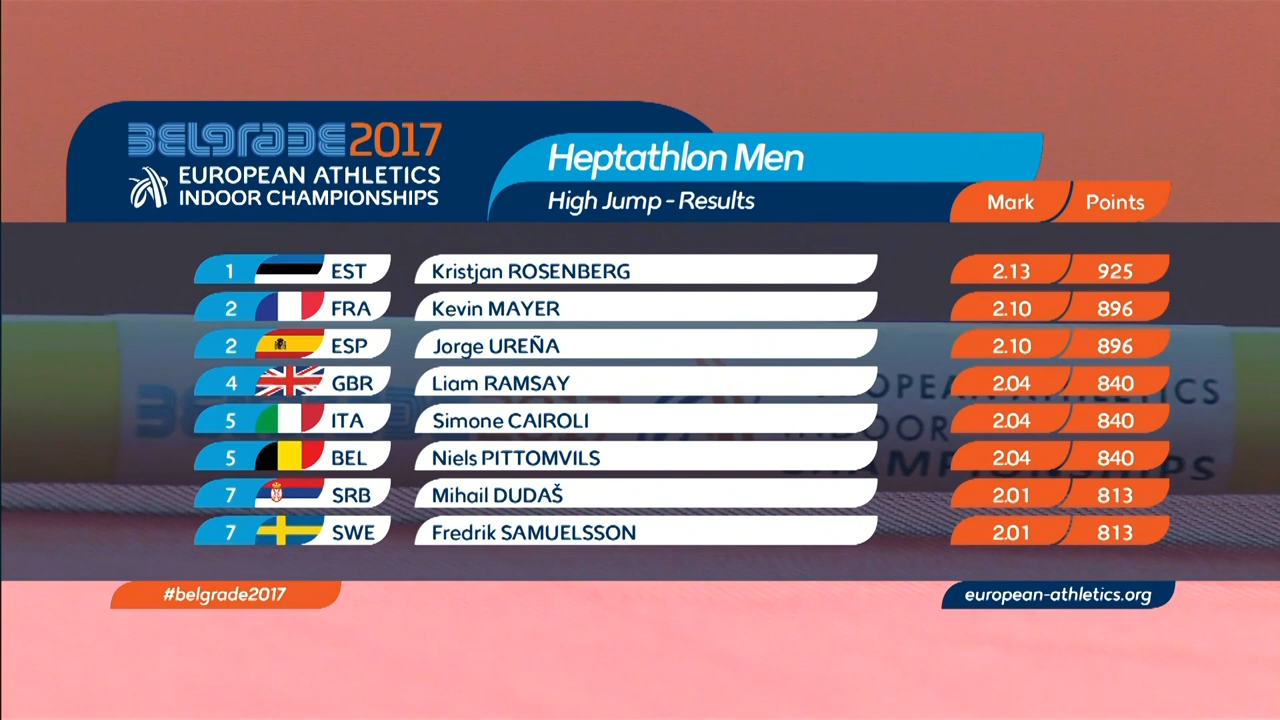 BELGRADE 2017
EUROPEAN ATHLETICS
INDOOR CHAMPIONSHIPS
Heptathlon Men
High Jump - Results
Mark Points
1 EST Kristjan ROSENBERG 2.13 925
2 FRA Kevin MAYER 2.10 896
2 ESP Jorge UREÑA 2.10 896
4 GBR Liam RAMSAY 2.04 840
5 ITA Simone CAIROLI 2.04 840
5 BEL Niels PITTOMVILS 2.04 840
7 SRB Mihail DUDAŠ 2.01 813
7 SWE Fredrik SAMUELSSON 2.01 813
#belgrade2017
european-athletics.org